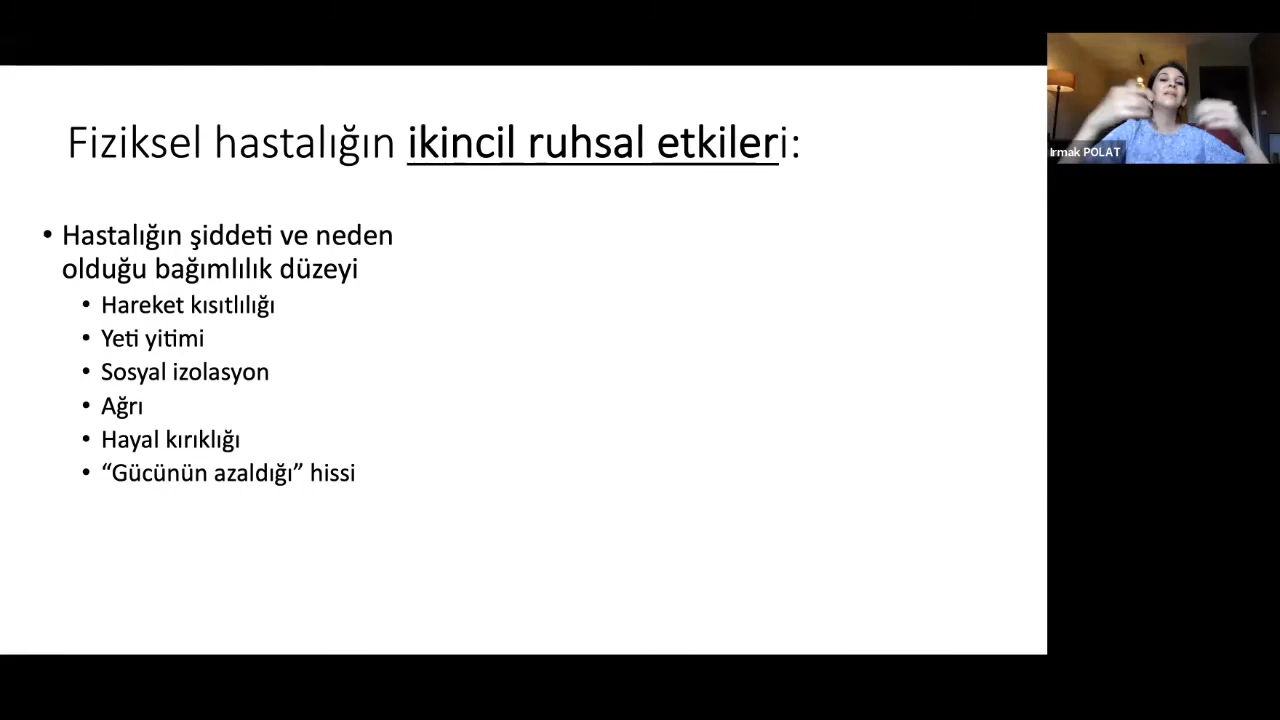 Fiziksel hastalığın ikincil ruhsal etkileri:
• Hastalığın şiddeti ve neden
olduğu bağımlılık düzeyi
• Hareket kısıtlılığı
• Yeti yitimi
• Sosyal izolasyon
• Ağrı
• Hayal kırıklığı
• “Gücünün azaldığı” hissi
Irmak POLAT